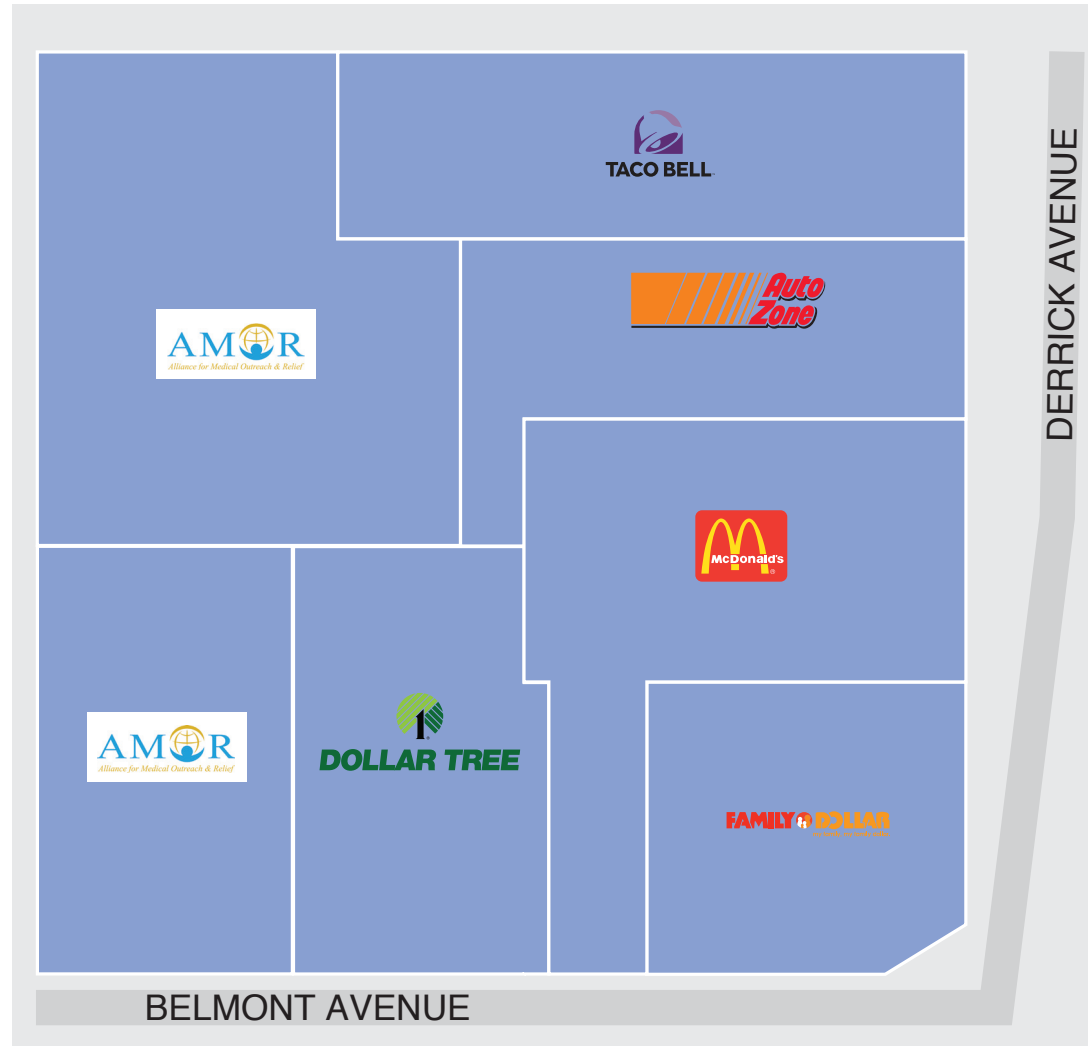 TACO BELL
Auto
Zone
DERRICK AVENUE
AMOR
Alliance for Medical Outreach & Relief
McDonald's
®
AMOR
Alliance for Medical Outreach & Relief
1
DOLLAR TREE
FAMILY DOLLAR
BELMONT AVENUE